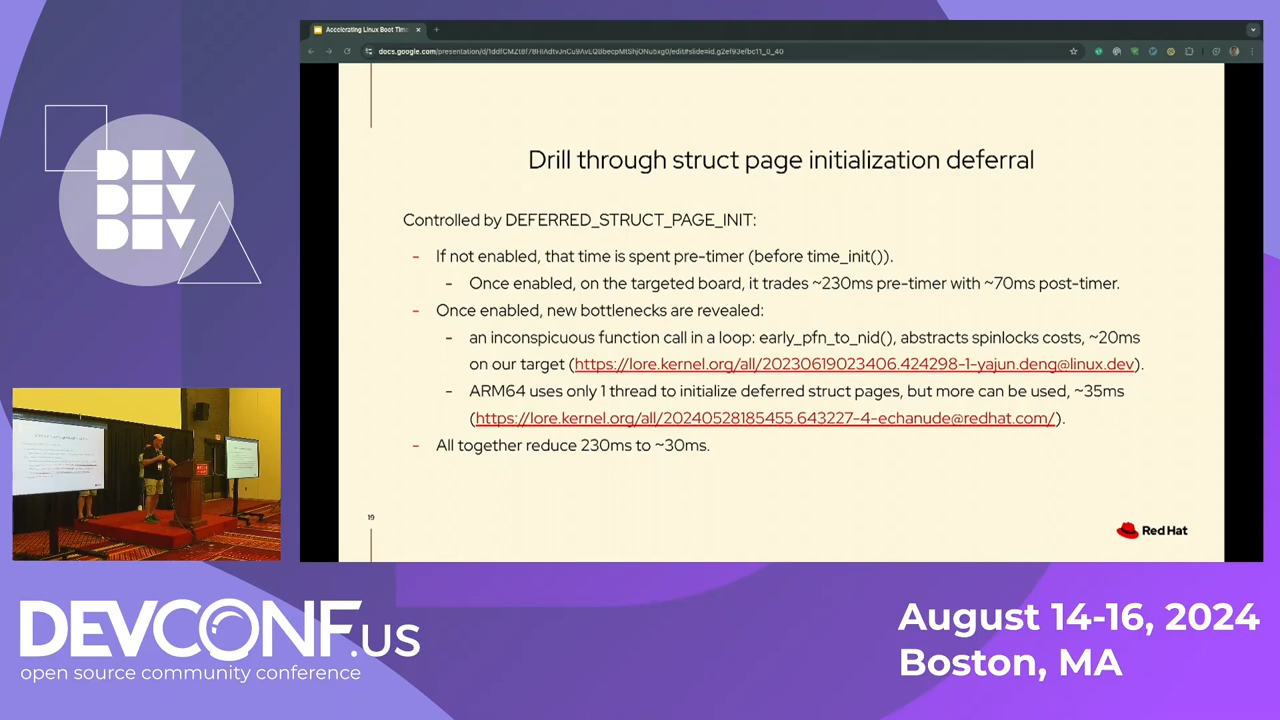 Accelerating Linux Boot Time
docs.google.com/presentation/d/
Drill through struct page initialization deferral
Controlled by DEFERRED_STRUCT_PAGE_INIT:
- If not enabled, that time is spent pre-timer (before time_init()).
- Once enabled, on the targeted board, it trades ~230ms pre-timer with ~70ms post-timer.
- Once enabled, new bottlenecks are revealed:
- an inconspicuous function call in a loop: early_pfn_to_nid(), abstracts spinlocks costs, ~20ms
on our target (https://lore.kernel.org/all/20230619023406.424298-1-yajun.deng@linux.dev).
- ARM64 uses only 1 thread to initialize deferred struct pages, but more can be used, ~35ms
(https://lore.kernel.org/all/20240528185455.643227-4-echanude@redhat.com/).
- All together reduce 230ms to ~30ms.
19
Red Hat
DEV
DEV
DEV
DEVCONF.US
open source community conference
August 14-16, 2024
Boston, MA